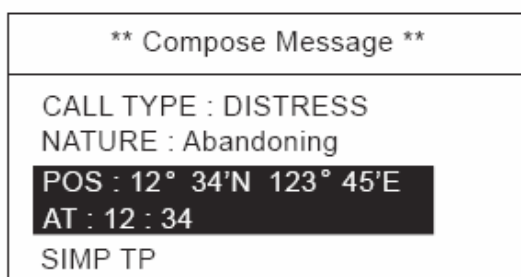 ** Compose Message **
CALL TYPE : DISTRESS
NATURE : Abandoning
POS : 12° 34’N 123° 45’E
AT : 12 : 34
SIMP TP